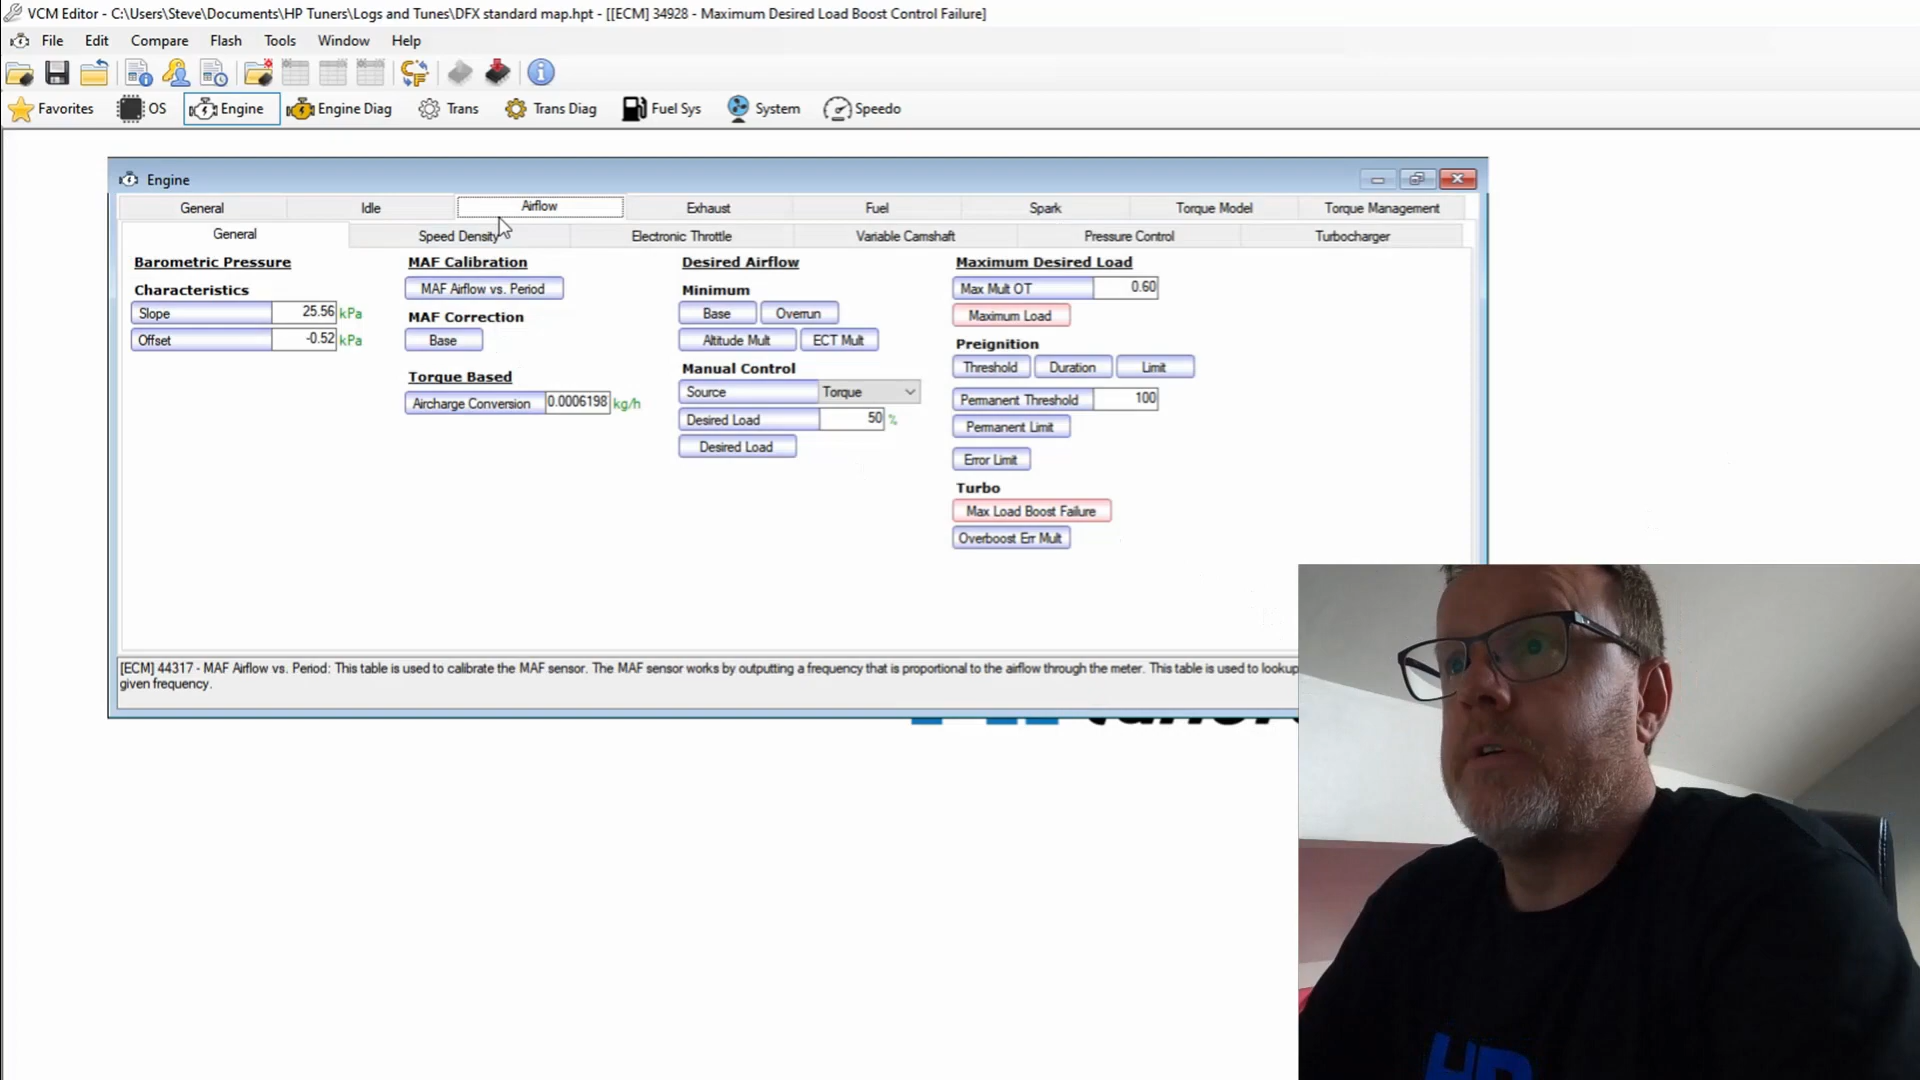 VCM Editor - C:\Users\Steve\Documents\HP Tuners\Logs and Tunes\DFX standard map.hpt - [[ECM] 34928 - Maximum Desired Load Boost Control Failure]
File Edit Compare Flash Tools Window Help
Favorites OS Engine Engine Diag Trans Trans Diag Fuel Sys System Speedo
Engine
General Idle Airflow Exhaust Fuel Spark Torque Model Torque Management
General Speed Density Electronic Throttle Variable Camshaft Pressure Control Turbocharger
Barometric Pressure
Characteristics
Slope 25.56 kPa
Offset -0.52 kPa
MAF Calibration
MAF Airflow vs. Period
MAF Correction
Base
Torque Based
Aircharge Conversion 0.0006198 kg/h
Desired Airflow
Minimum
Base Overrun
Altitude Mult ECT Mult
Manual Control
Source Torque
Desired Load 50 %
Desired Load
Maximum Desired Load
Max Mult OT 0.60
Maximum Load
Preignition
Threshold Duration Limit
Permanent Threshold 100
Permanent Limit
Error Limit
Turbo
Max Load Boost Failure
Overboost Err Mult
[ECM] 44317 - MAF Airflow vs. Period: This table is used to calibrate the MAF sensor. The MAF sensor works by outputting a frequency that is proportional to the airflow through the meter. This table is used to lookup
given frequency.